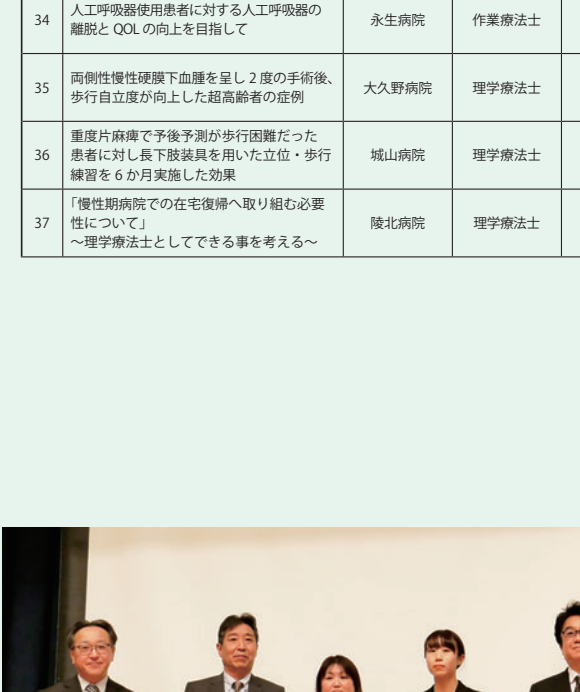 34
人工呼吸器使用患者に対する人工呼吸器の
離脱と QOL の向上を目指して
永生病院
作業療法士
35
両側性慢性硬膜下血腫を呈し 2 度の手術後、
歩行自立度が向上した超高齢者の症例
大久野病院
理学療法士
36
重度片麻痺で予後予測が歩行困難だった
患者に対し長下肢装具を用いた立位・歩行
練習を 6 か月実施した効果
城山病院
理学療法士
37
「慢性期病院での在宅復帰へ取り組む必要
性について」
～理学療法士としてできる事を考える～
陵北病院
理学療法士